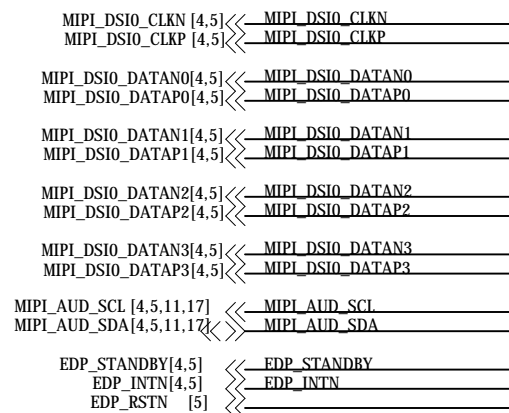 MIPI_DSI0_CLKN [4,5] MIPI_DSI0_CLKN
MIPI_DSI0_CLKP [4,5] MIPI_DSI0_CLKP
MIPI_DSI0_DATAN0[4,5] MIPI_DSI0_DATAN0
MIPI_DSI0_DATAP0[4,5] MIPI_DSI0_DATAP0
MIPI_DSI0_DATAN1[4,5] MIPI_DSI0_DATAN1
MIPI_DSI0_DATAP1[4,5] MIPI_DSI0_DATAP1
MIPI_DSI0_DATAN2[4,5] MIPI_DSI0_DATAN2
MIPI_DSI0_DATAP2[4,5] MIPI_DSI0_DATAP2
MIPI_DSI0_DATAN3[4,5] MIPI_DSI0_DATAN3
MIPI_DSI0_DATAP3[4,5] MIPI_DSI0_DATAP3
MIPI_AUD_SCL [4,5,11,17] MIPI_AUD_SCL
MIPI_AUD_SDA[4,5,11,17] MIPI_AUD_SDA
EDP_STANDBY[4,5] EDP_STANDBY
EDP_INTN[4,5] EDP_INTN
EDP_RSTN [5]